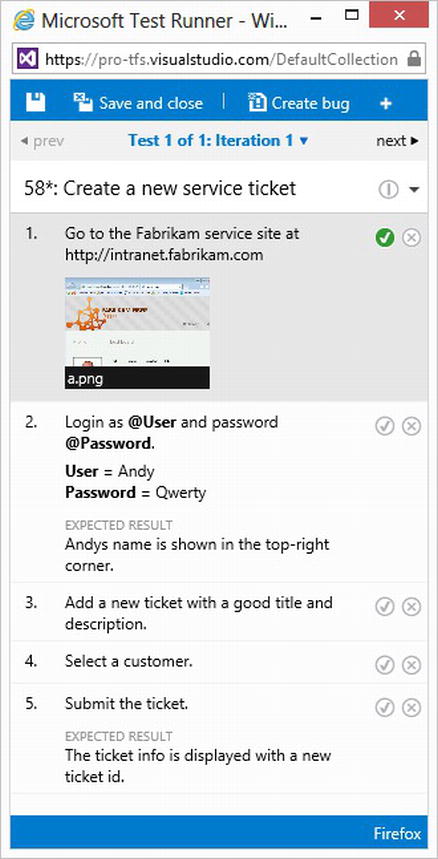 Microsoft Test Runner - Wi...
https://pro-tfs.visualstudio.com/DefaultCollection
Save and close | Create bug +
prev Test 1 of 1: Iteration 1 next
58*: Create a new service ticket
1. Go to the Fabrikam service site at
http://intranet.fabrikam.com
a.png
2. Login as @User and password
@Password.
User = Andy
Password = Qwerty
EXPECTED RESULT
Andys name is shown in the top-right
corner.
3. Add a new ticket with a good title and
description.
4. Select a customer.
5. Submit the ticket.
EXPECTED RESULT
The ticket info is displayed with a new
ticket id.
Firefox